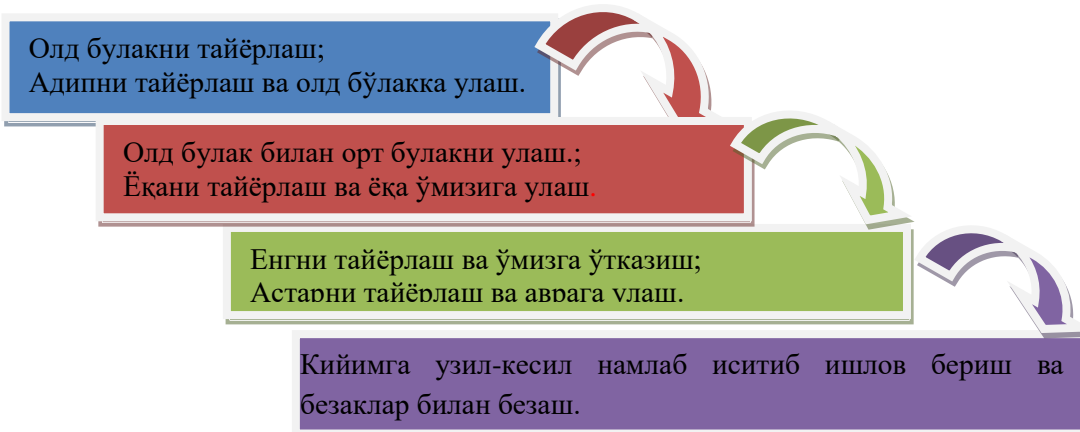 Олд булакни тайёрлаш;
Адипни тайёрлаш ва олд бўлакка улаш.
Олд булак билан орт булакни улаш.;
Ёқани тайёрлаш ва ёқа ўмизига улаш.
Енгни тайёрлаш ва ўмизга ўтказиш;
Астарни тайёрлаш ва аврага улаш.
Кийимга узил-кесил намлаб иситиб ишлов бериш ва
безаклар билан безаш.